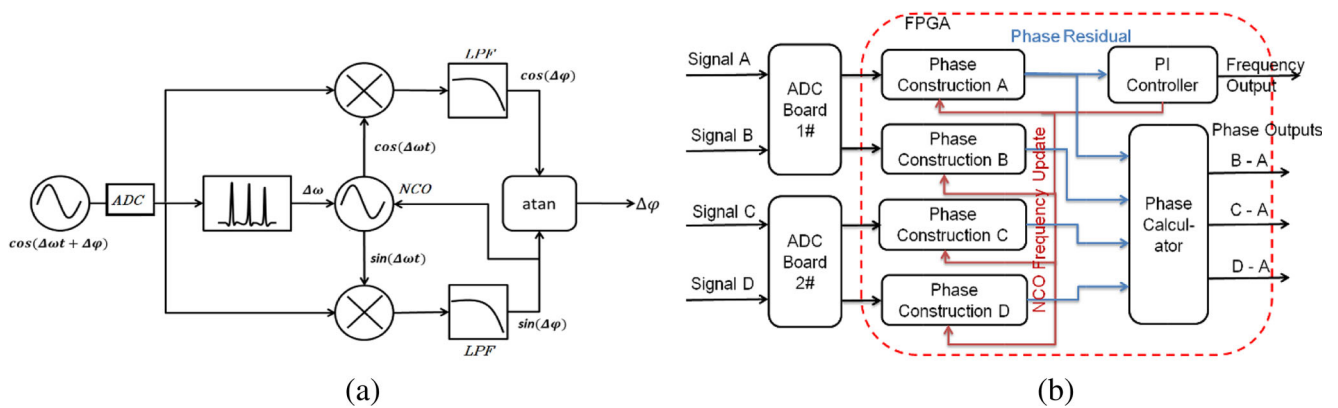 LPF
cos(Δφ)
cos(Δωt)
ADC
Δω
NCO
atan
Δφ
cos(Δωt + Δφ)
sin(Δωt)
sin(Δφ)
LPF
(a)
FPGA
Phase Residual
Signal A
Signal B
Signal C
Signal D
ADC
Board
1#
ADC
Board
2#
Phase
Construction A
Phase
Construction B
Phase
Construction C
Phase
Construction D
NCO Frequency Update
PI
Controller
Frequency
Output
Phase
Calcul-
ator
Phase Outputs
B - A
C - A
D - A
(b)